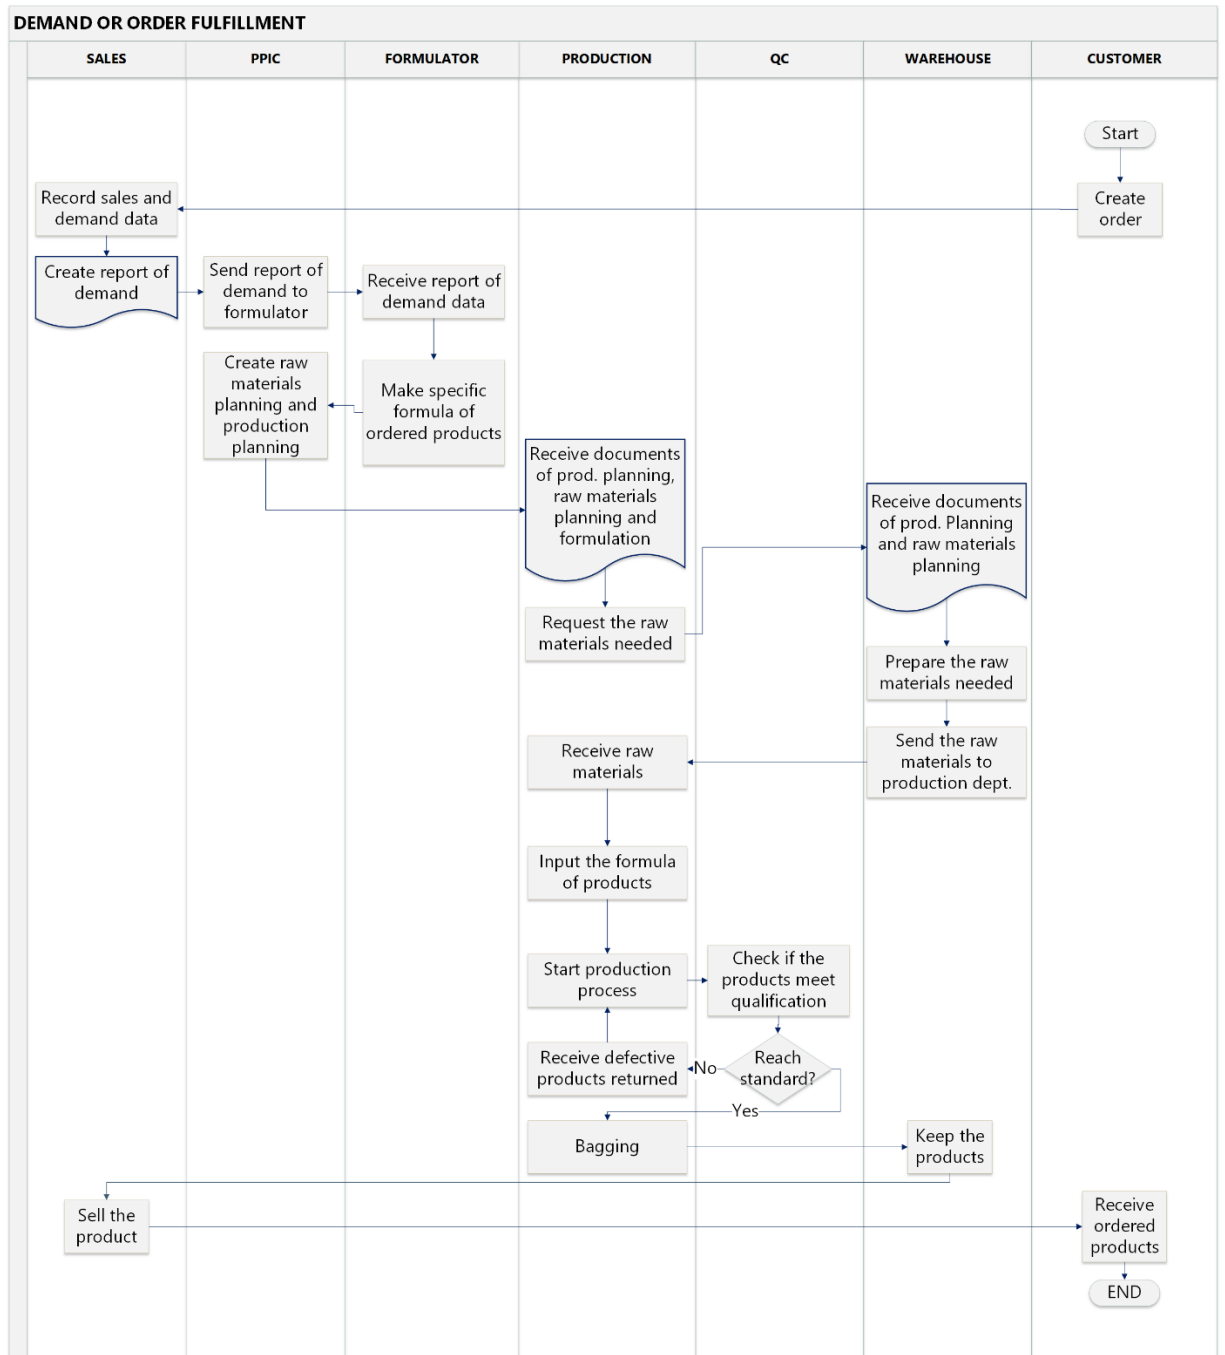 DEMAND OR ORDER FULFILLMENT
SALES
PPIC
FORMULATOR
PRODUCTION
QC
WAREHOUSE
CUSTOMER
Start
Create
order
Record sales and
demand data
Create report of
demand
Send report of
demand to
formulator
Receive report of
demand data
Make specific
formula of
ordered products
Create raw
materials
planning and
production
planning
Receive documents
of prod. planning,
raw materials
planning and
formulation
Request the raw
materials needed
Receive documents
of prod. Planning
and raw materials
planning
Prepare the raw
materials needed
Send the raw
materials to
production dept.
Receive raw
materials
Input the formula
of products
Start production
process
Check if the
products meet
qualification
Reach
standard?
No
Receive defective
products returned
Yes
Bagging
Keep the
products
Sell the
product
Receive
ordered
products
END